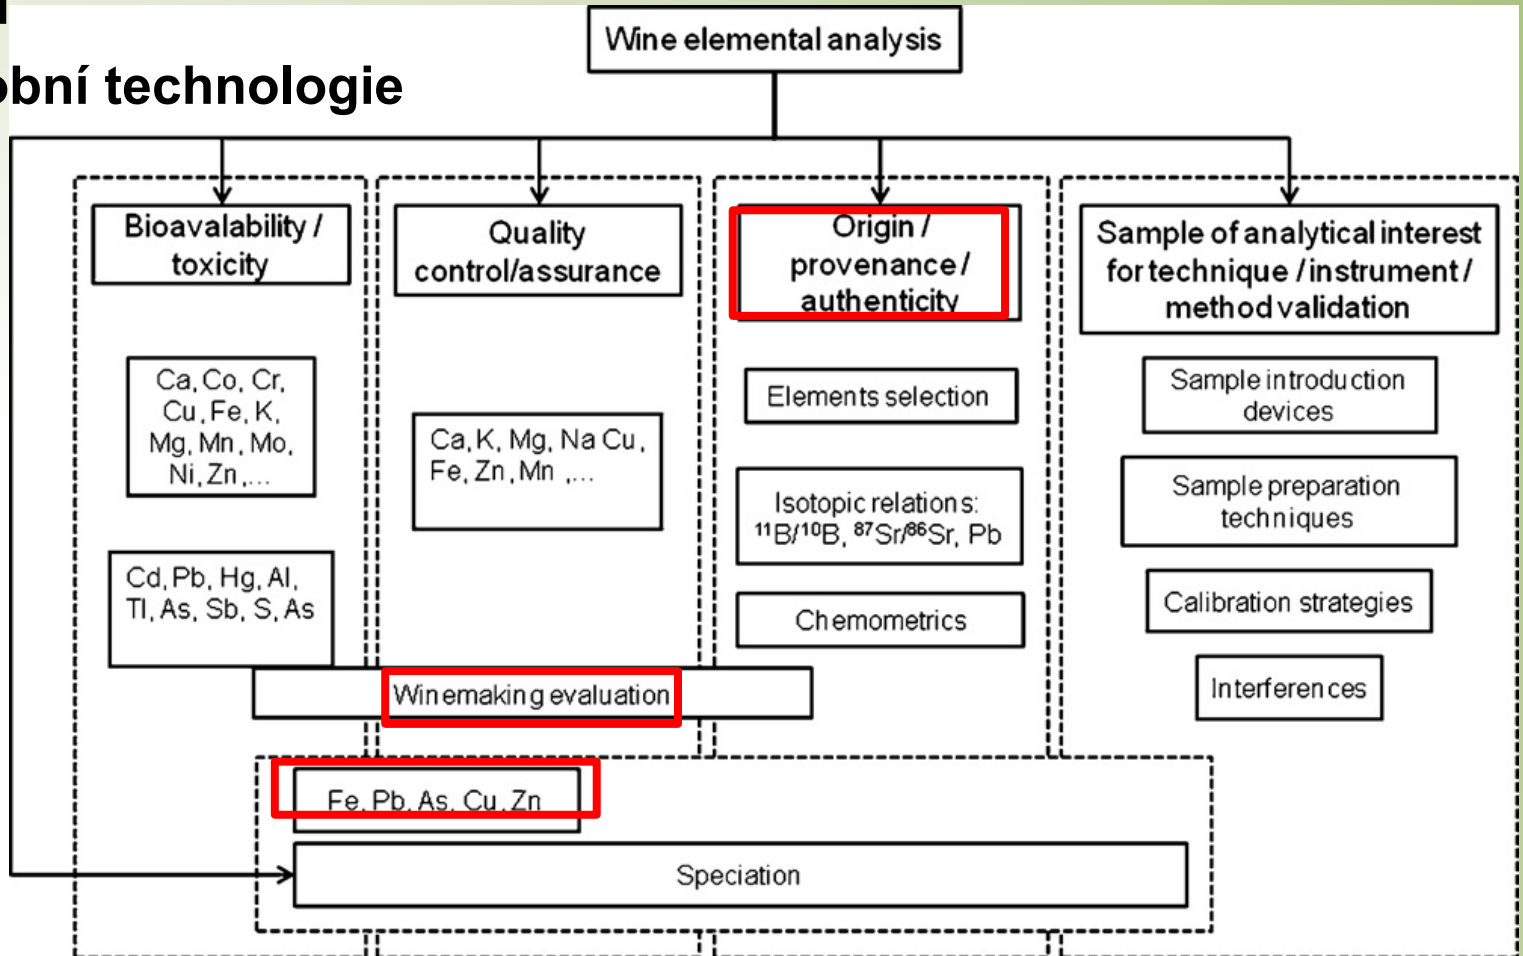 Wine elemental analysis
obní technologie
Bioavalability /
toxicity
Ca, Co, Cr,
Cu, Fe, K,
Mg, Mn, Mo,
Ni, Zn,...
Cd, Pb, Hg, Al,
Tl, As, Sb, S, As
Quality
control/assurance
Ca, K, Mg, Na Cu,
Fe, Zn, Mn ,...
Origin /
provenance /
authenticity
Elements selection
Isotopic relations:
¹¹B/¹⁰B, ⁸⁷Sr/⁸⁶Sr, Pb
Chemometrics
Sample of analytical interest
for technique / instrument /
method validation
Sample introduction
devices
Sample preparation
techniques
Calibration strategies
Interferences
Winemaking evaluation
Fe, Pb, As, Cu, Zn
Speciation